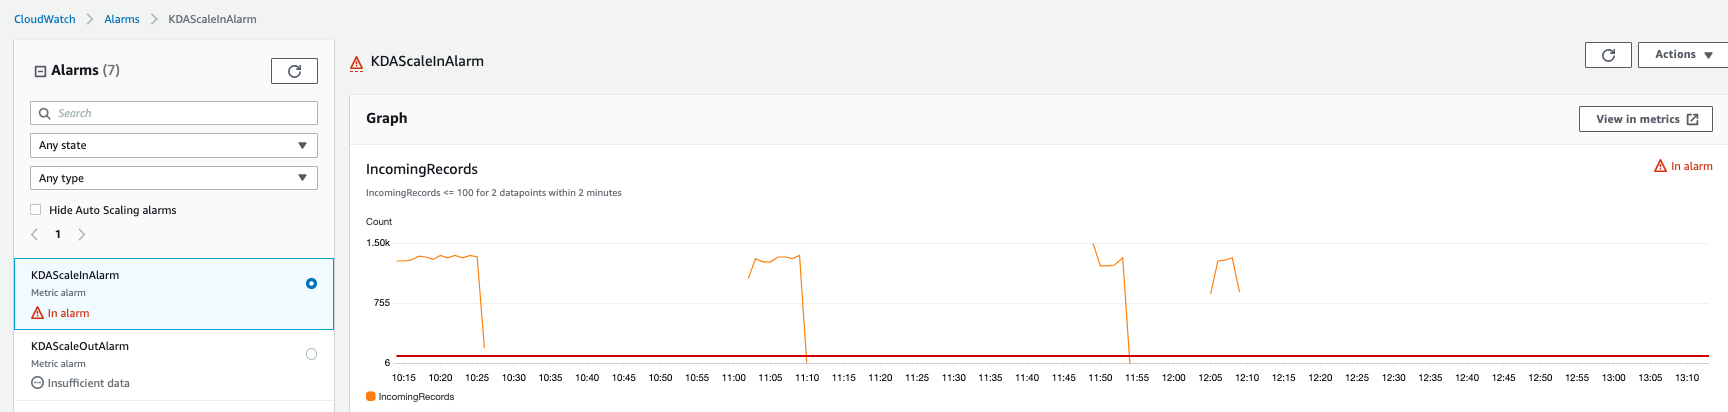 CloudWatch > Alarms > KDAScaleInAlarm
Alarms (7)
Search
Any state
Any type
Hide Auto Scaling alarms
1
KDAScaleInAlarm
Metric alarm
In alarm
KDAScaleOutAlarm
Metric alarm
Insufficient data
KDAScaleInAlarm
Actions
Graph
View in metrics
IncomingRecords
In alarm
IncomingRecords <= 100 for 2 datapoints within 2 minutes
Count
1.50k
755
6
10:15 10:20 10:25 10:30 10:35 10:40 10:45 10:50 10:55 11:00 11:05 11:10 11:15 11:20 11:25 11:30 11:35 11:40 11:45 11:50 11:55 12:00 12:05 12:10 12:15 12:20 12:25 12:30 12:35 12:40 12:45 12:50 12:55 13:00 13:05 13:10
IncomingRecords